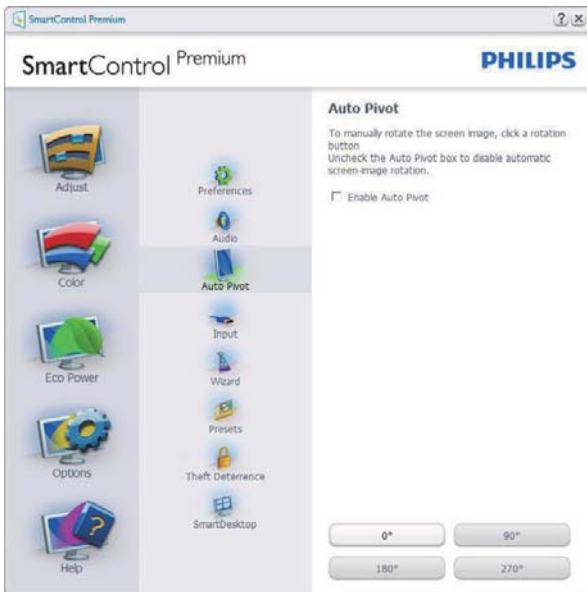 SmartControl Premium
? x
SmartControl Premium
PHILIPS
Adjust
Color
Eco Power
Options
Help
Preferences
Audio
Auto Pivot
Input
Wizard
Presets
Theft Deterrence
SmartDesktop
Auto Pivot
To manually rotate the screen image, click a rotation
button
Uncheck the Auto Pivot box to disable automatic
screen-image rotation.
Enable Auto Pivot
0° 90°
180° 270°